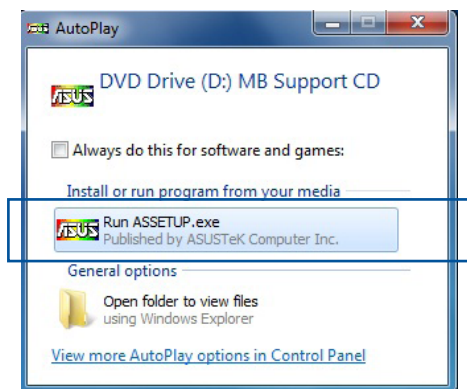 AutoPlay
DVD Drive (D:) MB Support CD
ASUS
Always do this for software and games:
Install or run program from your media
ASUS
Run ASSETUP.exe
Published by ASUSTeK Computer Inc.
General options
Open folder to view files
using Windows Explorer
View more AutoPlay options in Control Panel